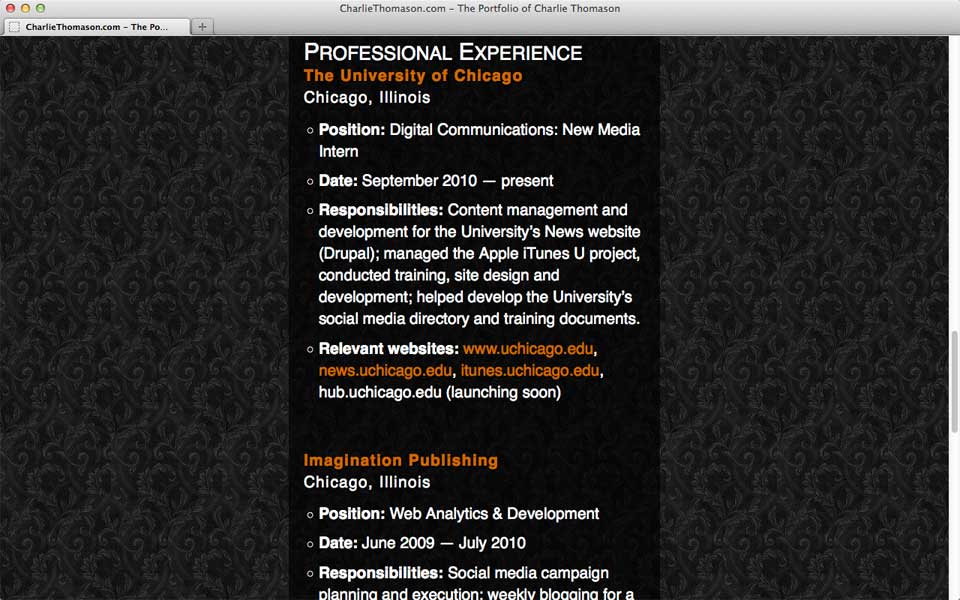 CharlieThomason.com – The Portfolio of Charlie Thomason
CharlieThomason.com – The Po...
PROFESSIONAL EXPERIENCE
The University of Chicago
Chicago, Illinois
Position: Digital Communications: New Media
Intern
Date: September 2010 — present
Responsibilities: Content management and
development for the University’s News website
(Drupal); managed the Apple iTunes U project,
conducted training, site design and
development; helped develop the University’s
social media directory and training documents.
Relevant websites: www.uchicago.edu,
news.uchicago.edu, itunes.uchicago.edu,
hub.uchicago.edu (launching soon)
Imagination Publishing
Chicago, Illinois
Position: Web Analytics & Development
Date: June 2009 — July 2010
Responsibilities: Social media campaign
planning and execution; weekly blogging for a